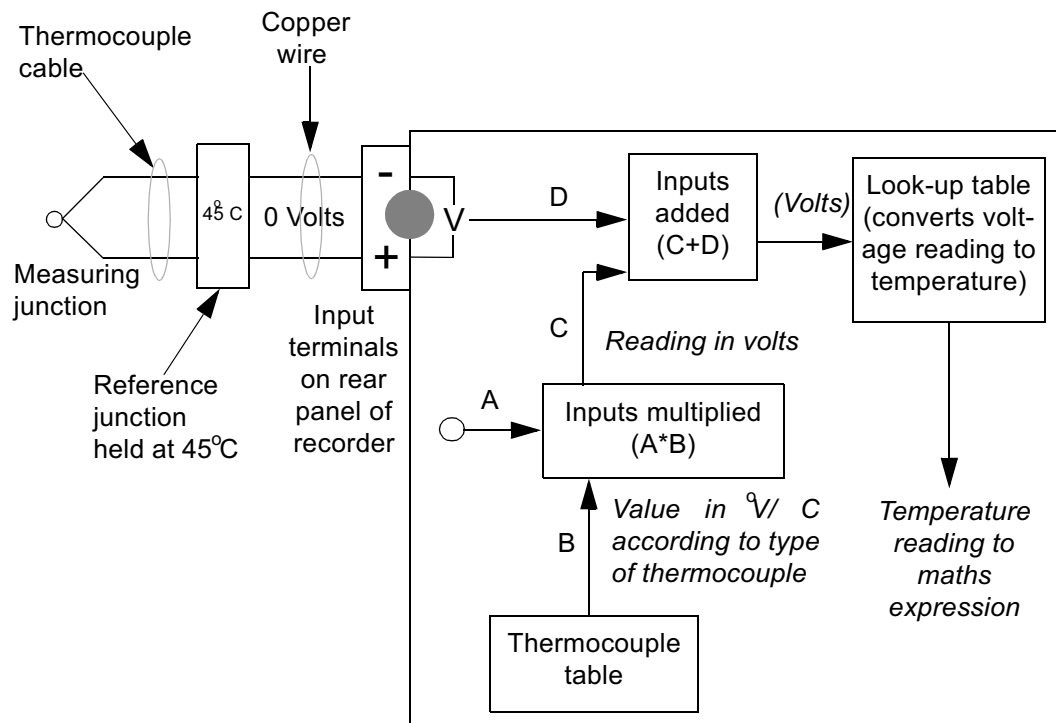 Thermocouple
cable
Copper
wire
45 C
o
0 Volts
-
+
V
D
Inputs
added
(C+D)
(Volts)
Look-up table
(converts volt-
age reading to
temperature)
Measuring
junction
Reference
junction
held at 45oC
Input
terminals
on rear
panel of
recorder
C
Reading in volts
A
Inputs multiplied
(A*B)
B
Value in oV/ C
according to type
of thermocouple
Thermocouple
table
Temperature
reading to
maths
expression